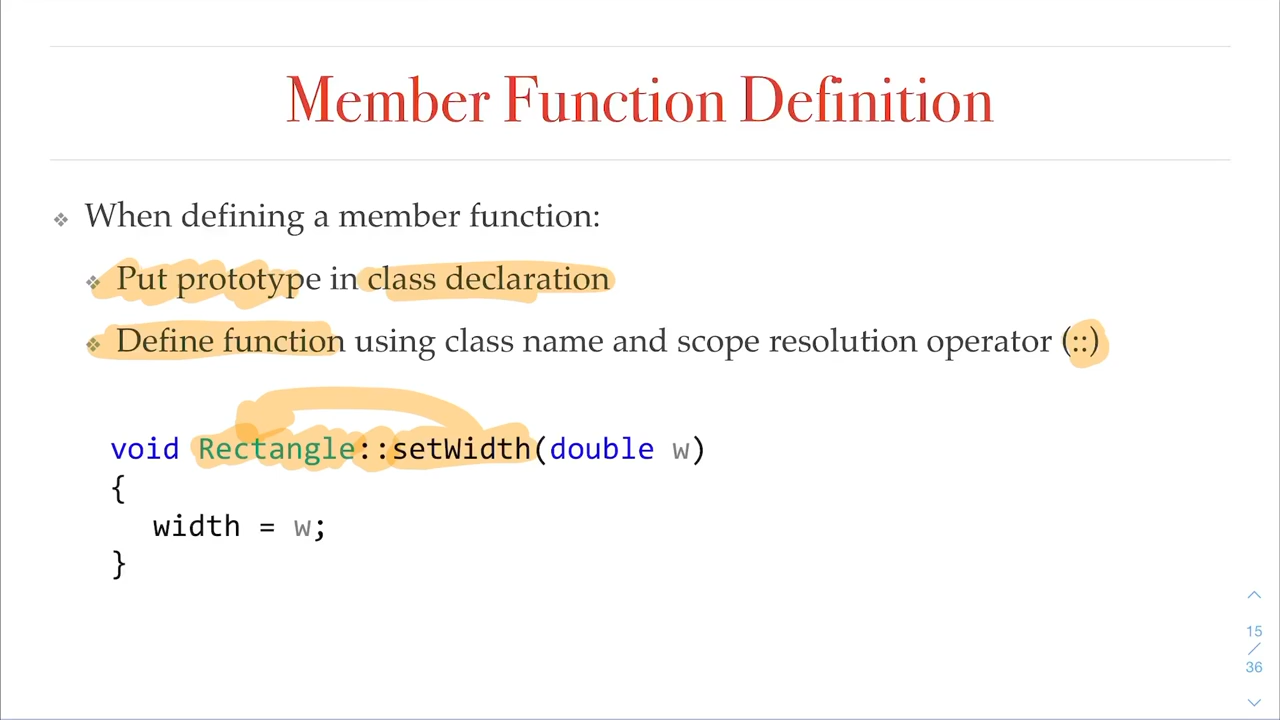 Member Function Definition
When defining a member function:
Put prototype in class declaration
Define function using class name and scope resolution operator (::)
void Rectangle::setWidth(double w)
{
width = w;
}
15
/
36